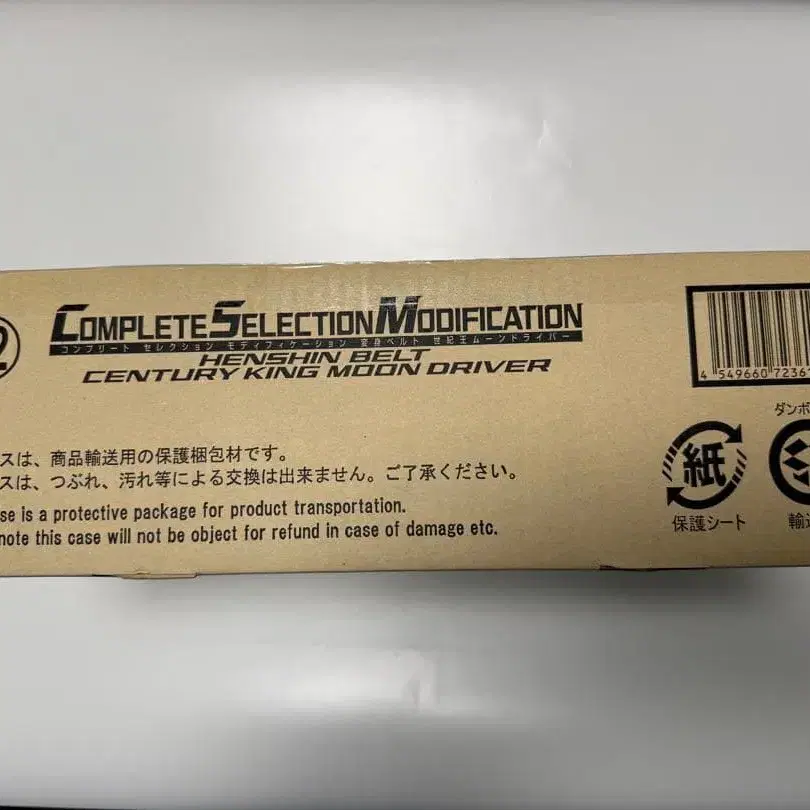 2
COMPLETE SELECTION MODIFICATION
コンプリート セレクション モディフィケーション 変身ベルト 世紀王ムーンドライバー
HENSHIN BELT
CENTURY KING MOON DRIVER
4 549660 7236
ダンボ
スは、商品輸送用の保護梱包材です。
スは、つぶれ、汚れ等による交換は出来ません。ご了承ください。
se is a protective package for product transportation.
note this case will not be object for refund in case of damage etc.
紙
保護シート
輸送